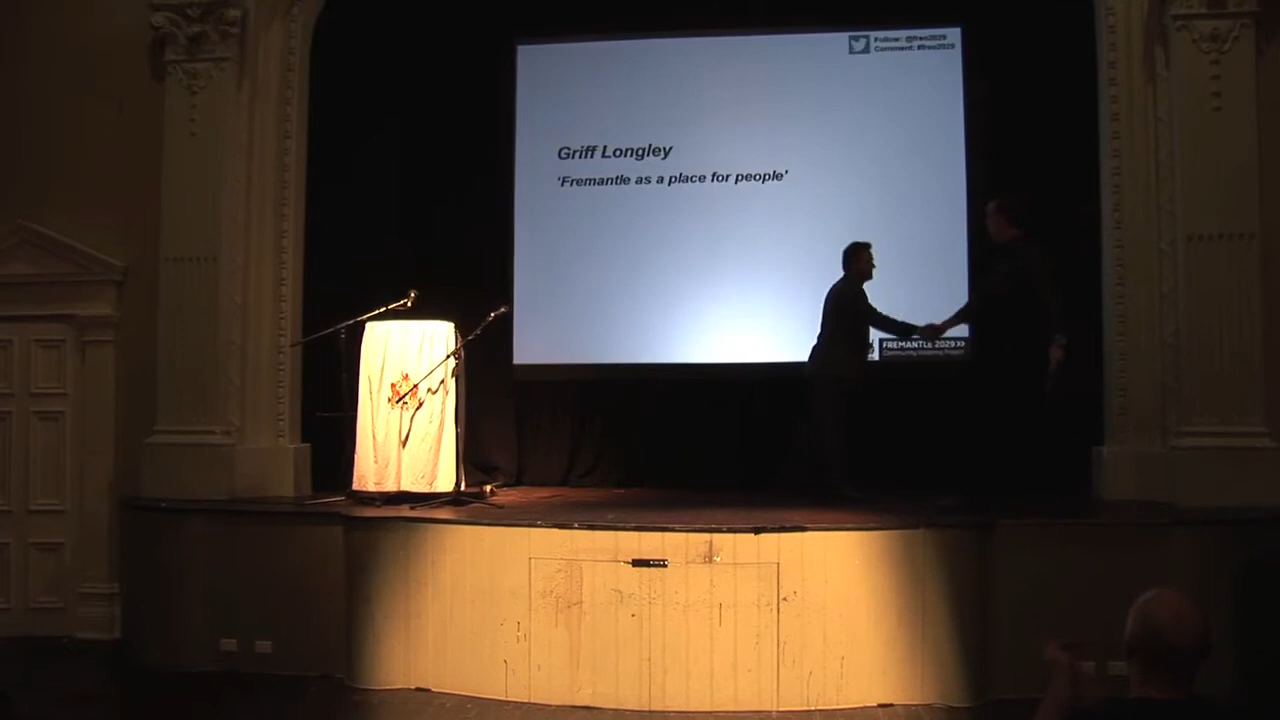 Follow: @freo2029
Comment: #freo2029
Griff Longley
‘Fremantle as a place for people’
FREMANTLE 2029
Community Visioning Project